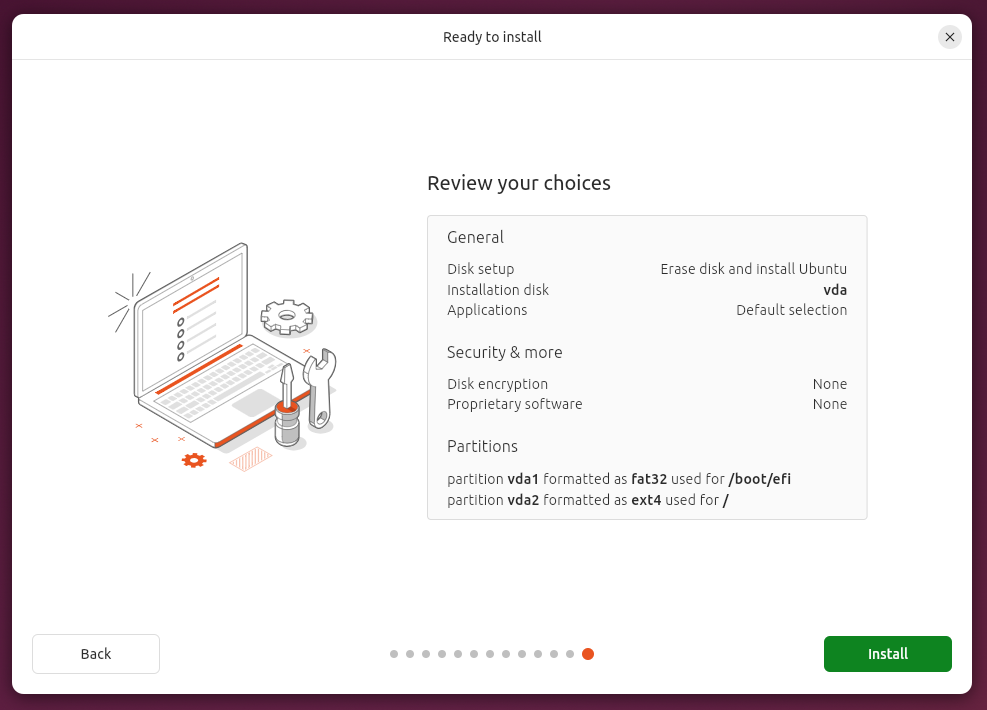 Ready to install
Review your choices
General
Disk setup Erase disk and install Ubuntu
Installation disk vda
Applications Default selection
Security & more
Disk encryption None
Proprietary software None
Partitions
partition vda1 formatted as fat32 used for /boot/efi
partition vda2 formatted as ext4 used for /
Back Install